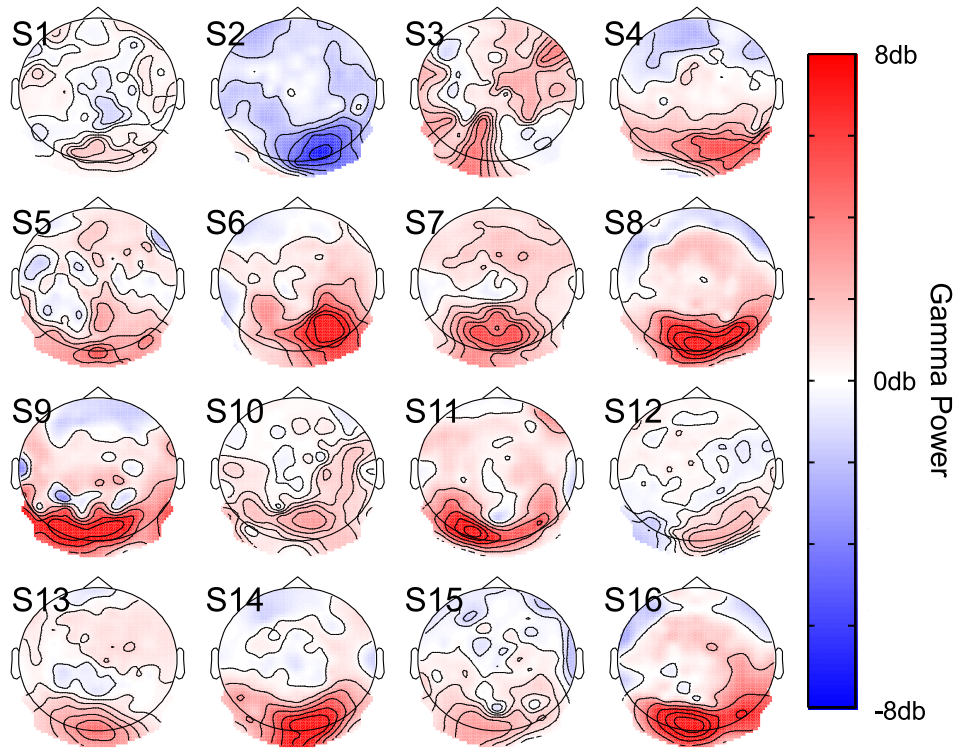 S1 S2 S3 S4
S5 S6 S7 S8
S9 S10 S11 S12
S13 S14 S15 S16
8db
0db
-8db
Gamma Power